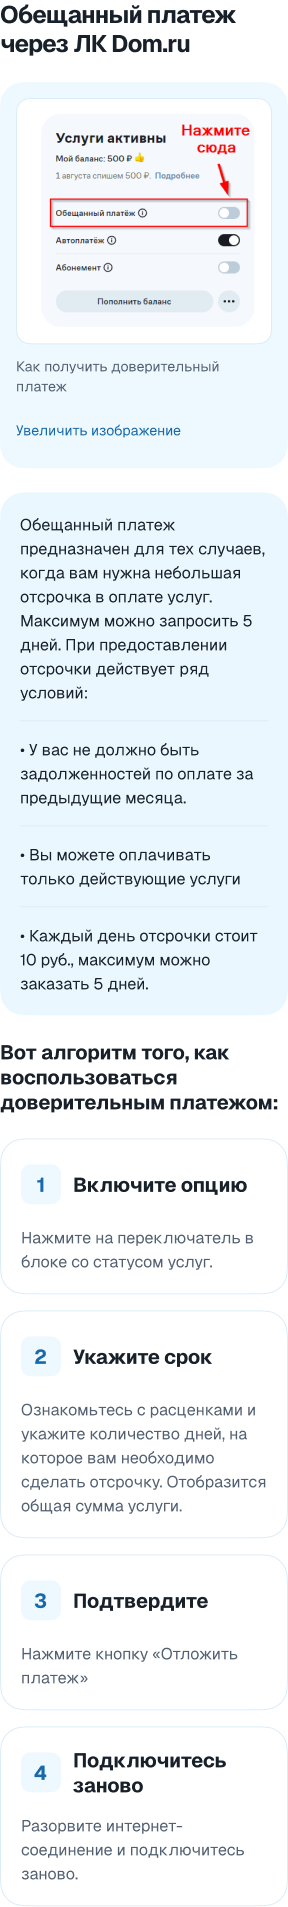 Обещанный платеж
через ЛК Dom.ru
Услуги активны
Нажмите
сюда
Мой баланс: 500 ₽ 👍
1 августа спишем 500 ₽. Подробнее
Обещанный платёж
Автоплатёж
Абонемент
Пополнить баланс
Как получить доверительный
платеж
Увеличить изображение
Обещанный платеж
предназначен для тех случаев,
когда вам нужна небольшая
отсрочка в оплате услуг.
Максимум можно запросить 5
дней. При предоставлении
отсрочки действует ряд
условий:
• У вас не должно быть
задолженностей по оплате за
предыдущие месяца.
• Вы можете оплачивать
только действующие услуги
• Каждый день отсрочки стоит
10 руб., максимум можно
заказать 5 дней.
Вот алгоритм того, как
воспользоваться
доверительным платежом:
1 Включите опцию
Нажмите на переключатель в
блоке со статусом услуг.
2 Укажите срок
Ознакомьтесь с расценками и
укажите количество дней, на
которое вам необходимо
сделать отсрочку. Отобразится
общая сумма услуги.
3 Подтвердите
Нажмите кнопку «Отложить
платеж»
4 Подключитесь
заново
Разорвите интернет-
соединение и подключитесь
заново.